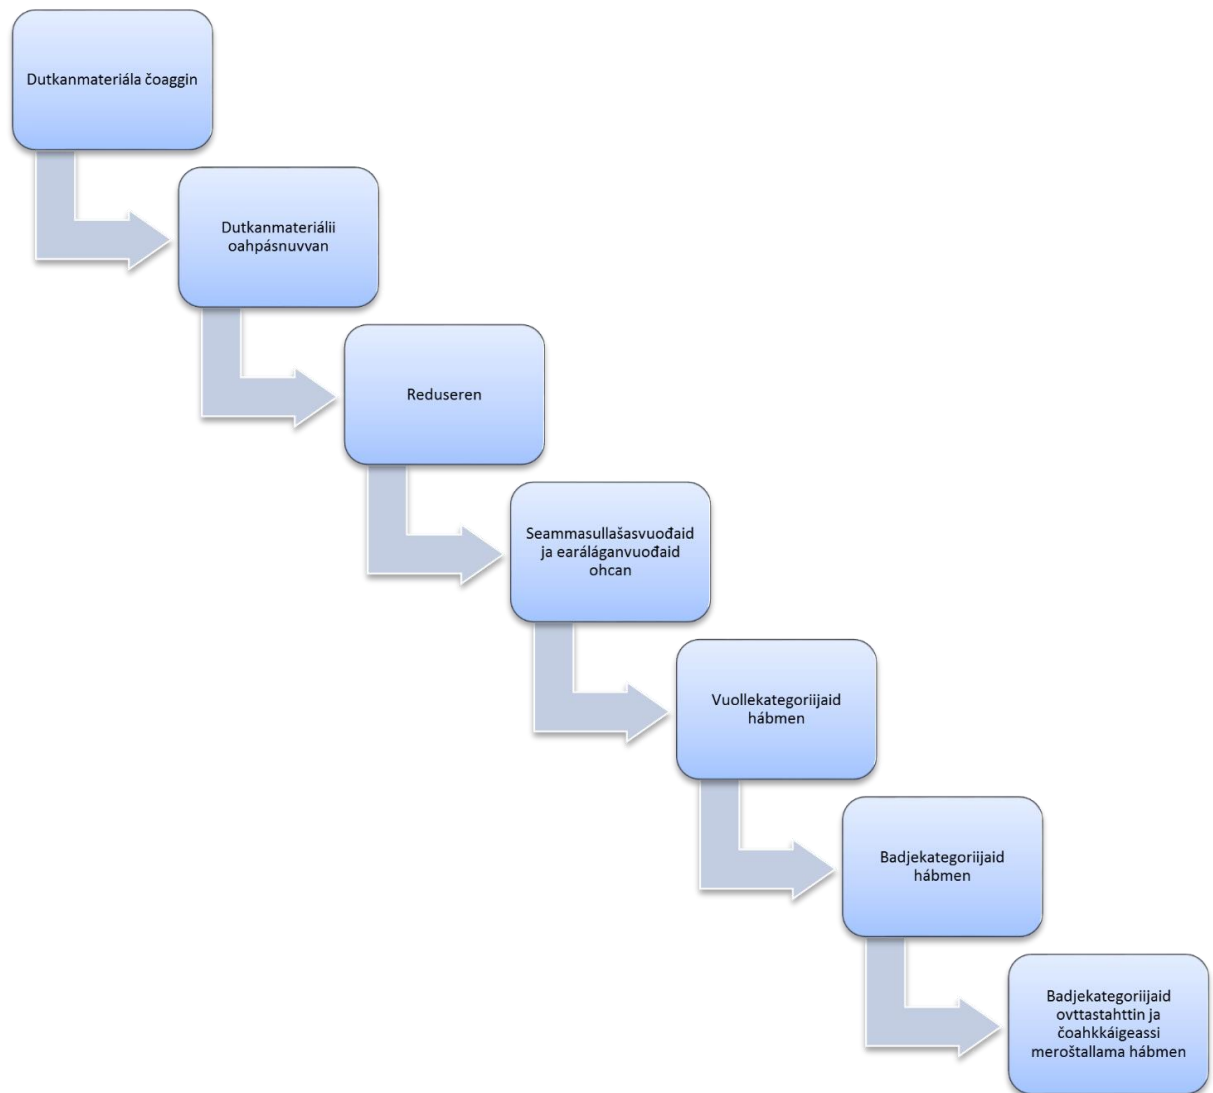 Dutkanmateriála čoaggin
Dutkanmateriálii
oahpásnuvvan
Reduseren
Seammasullašasvuođaid
ja earáláganvuođaid
ohcan
Vuollekategoriijaid
hábmen
Badjekategoriijaid
hábmen
Badjekategoriijaid
ovttastahttin ja
čoahkkáigeassi
meroštallama hábmen